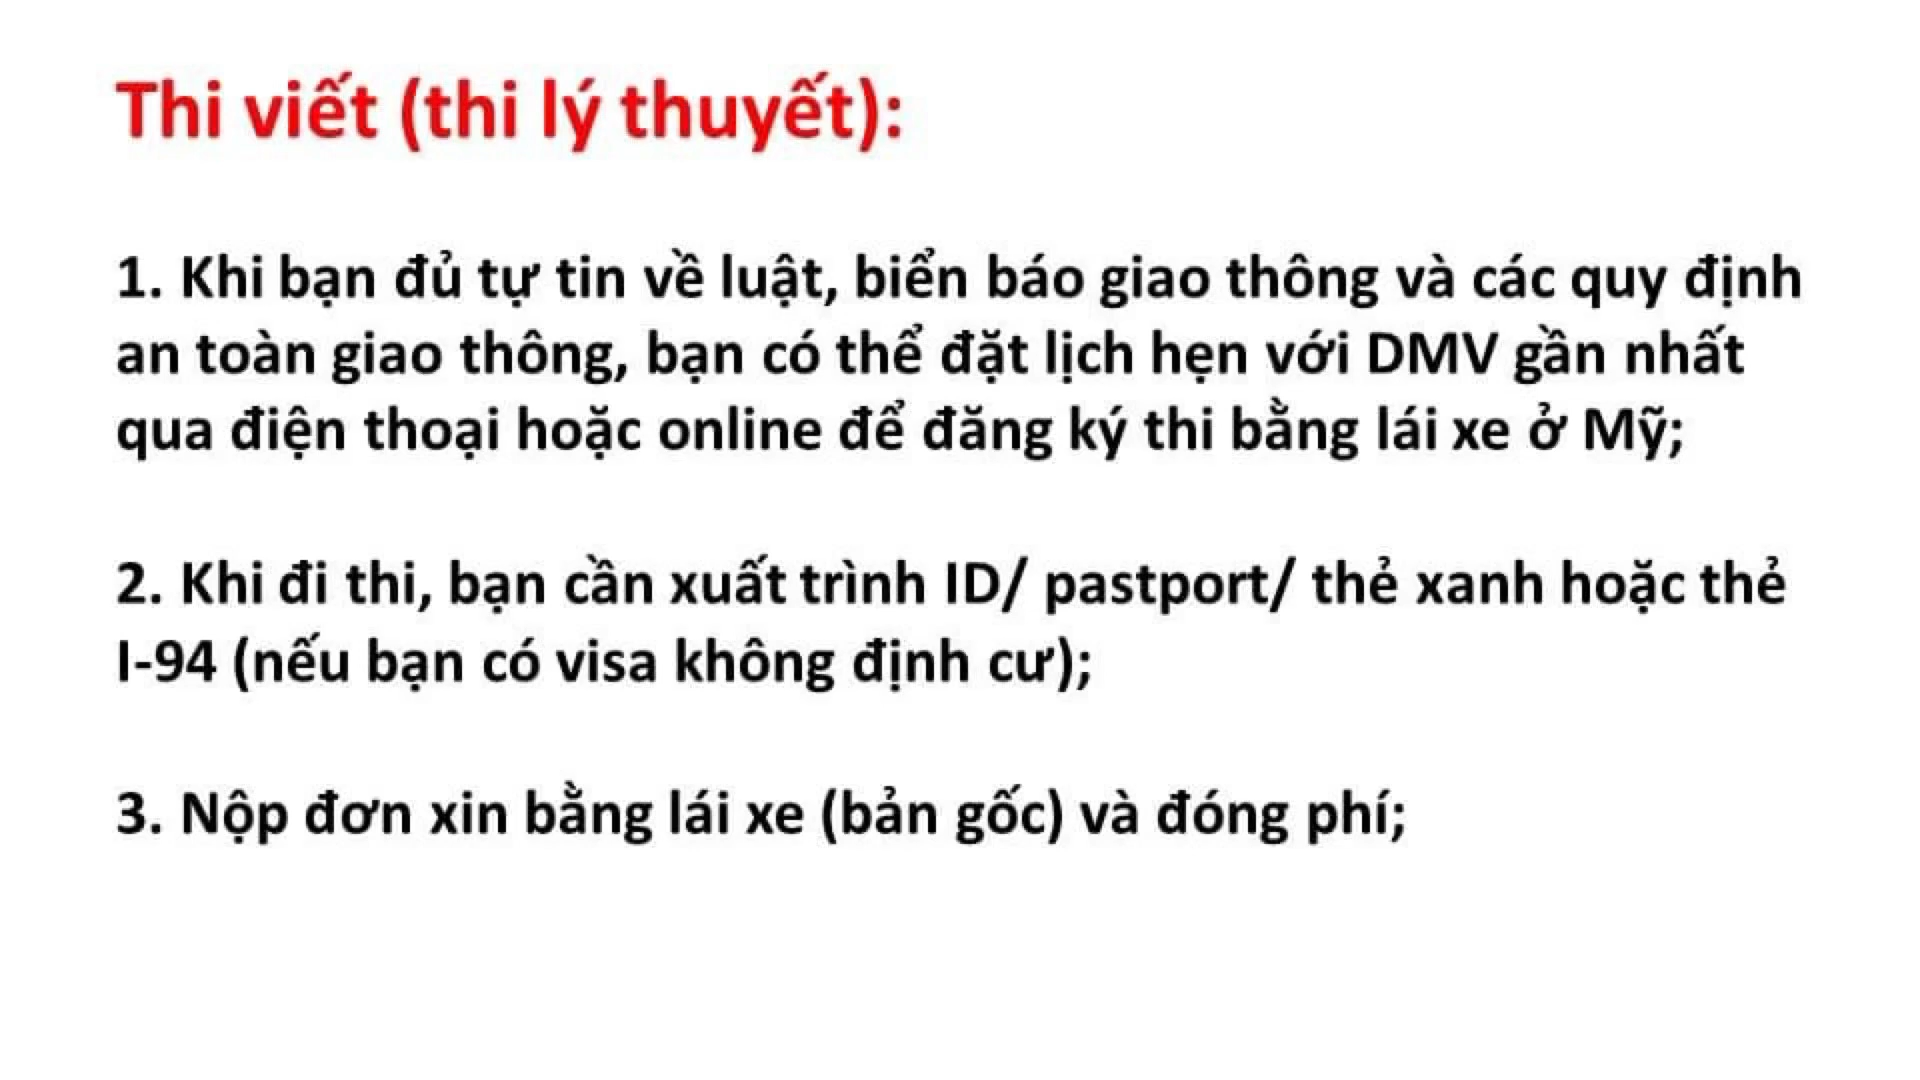 Thi viết (thi lý thuyết):
1. Khi bạn đủ tự tin về luật, biển báo giao thông và các quy định
an toàn giao thông, bạn có thể đặt lịch hẹn với DMV gần nhất
qua điện thoại hoặc online để đăng ký thi bằng lái xe ở Mỹ;
2. Khi đi thi, bạn cần xuất trình ID/ pastport/ thẻ xanh hoặc thẻ
I-94 (nếu bạn có visa không định cư);
3. Nộp đơn xin bằng lái xe (bản gốc) và đóng phí;